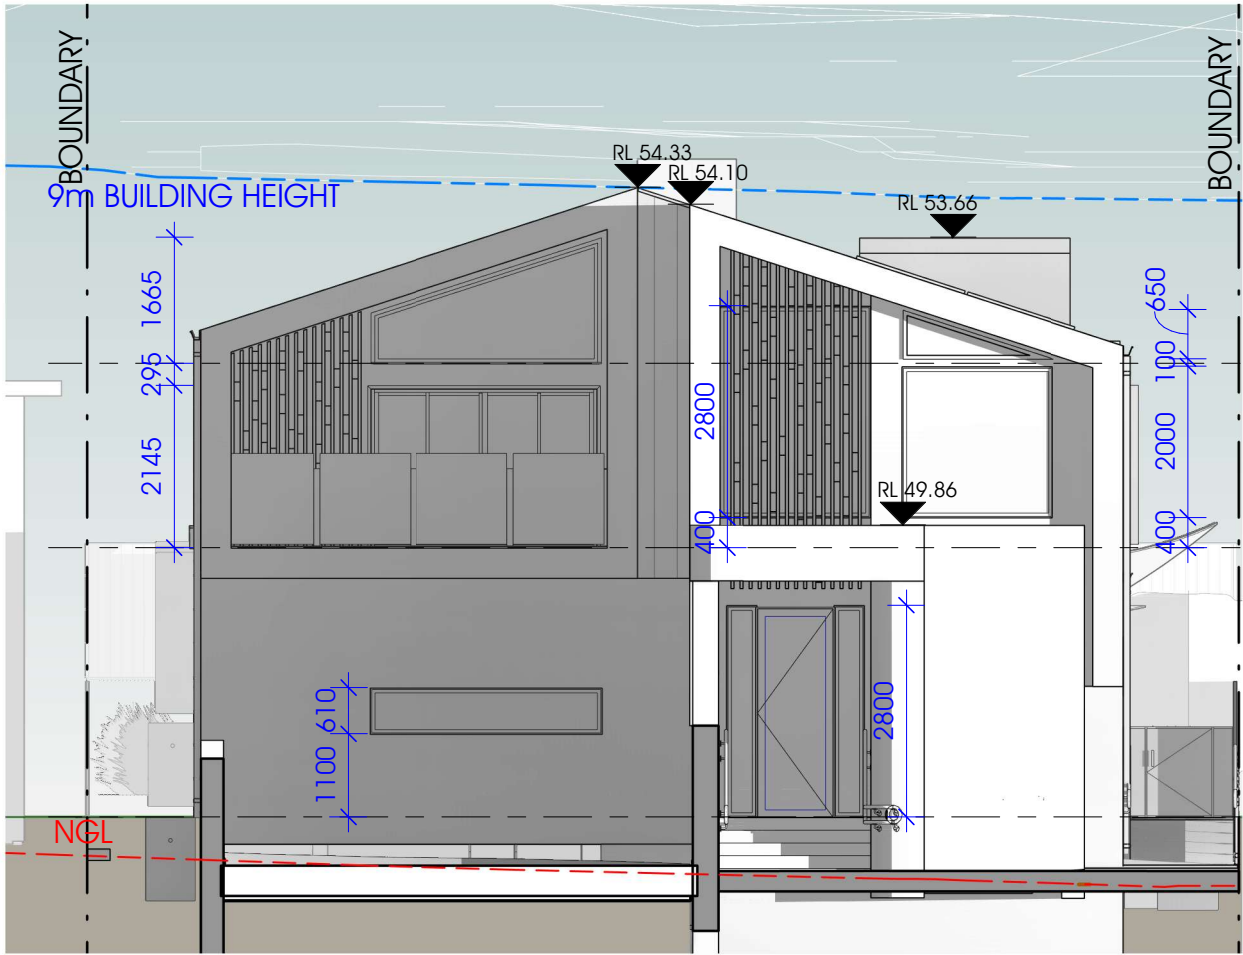 BOUNDARY
BOUNDARY
RL 54.33
RL 54.10
9m BUILDING HEIGHT
RL 53.66
1665
650
295
100
2800
2000
2145
RL 49.86
400
400
610
2800
1100
NGL